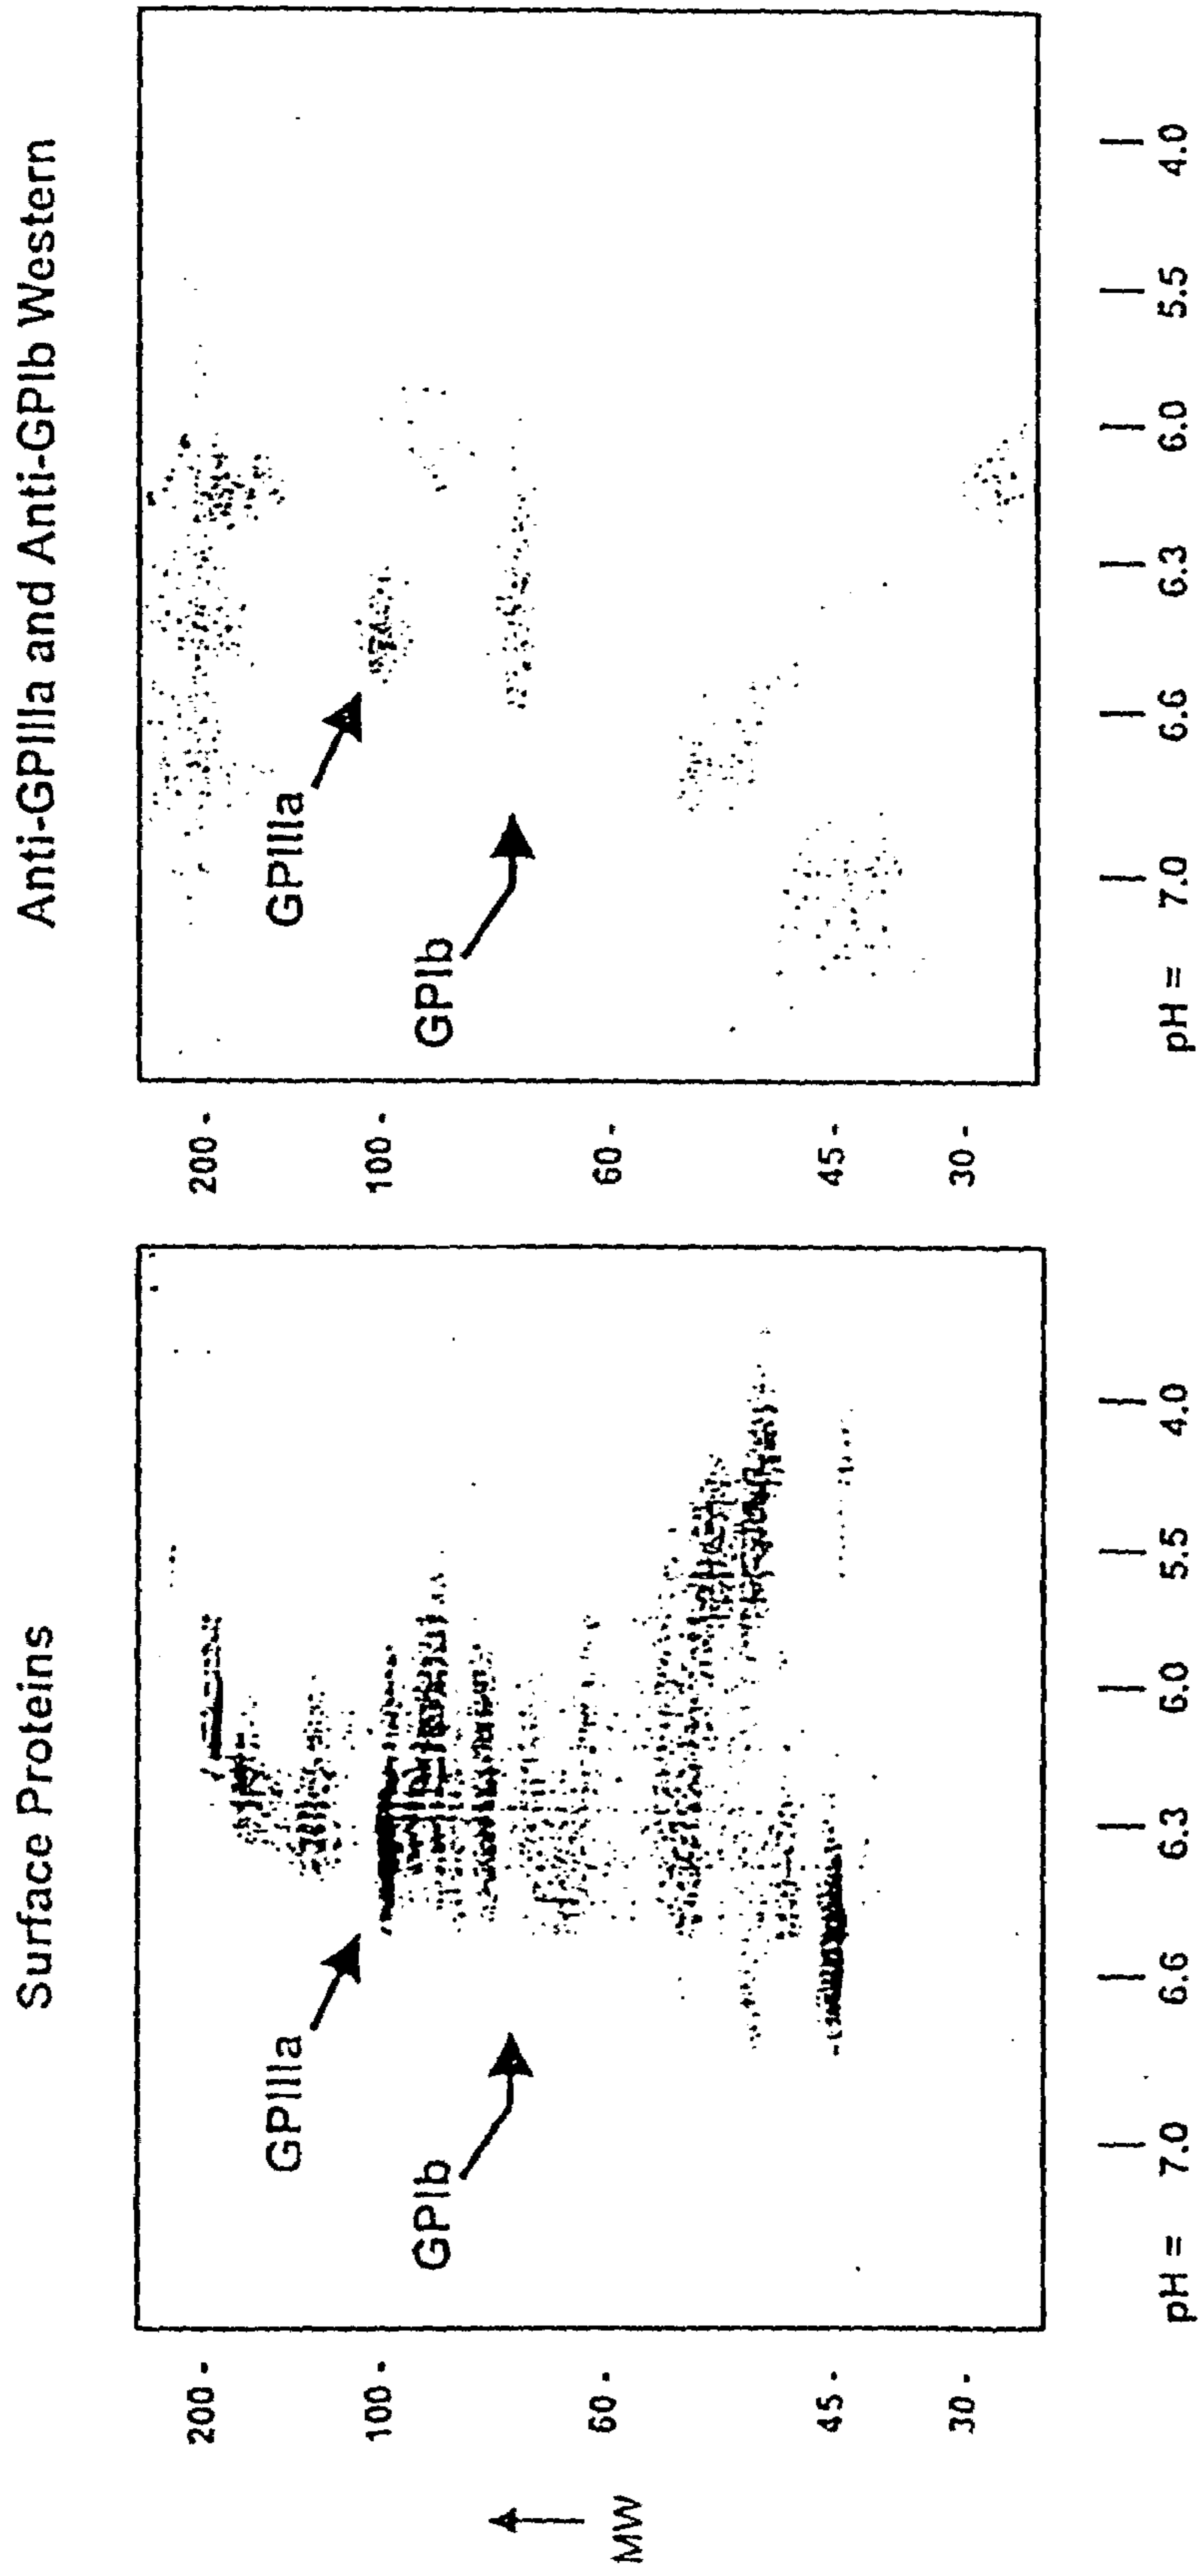 Surface Proteins
GPIIIa
GPIb
200 -
100 -
60 -
45 -
30 -
MW
pH = 7.0 6.6 6.3 6.0 5.5 4.0
Anti-GPIIIa and Anti-GPIb Western
GPIIIa
GPIb
200 -
100 -
60 -
45 -
30 -
pH = 7.0 6.6 6.3 6.0 5.5 4.0